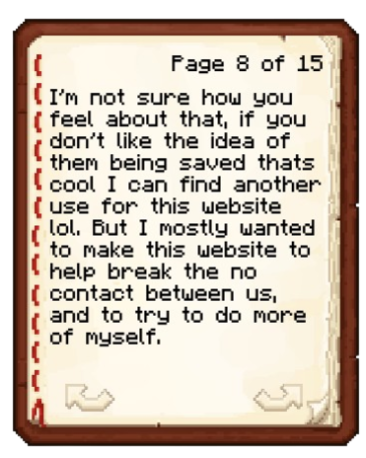 Page 8 of 15
I'm not sure how you
feel about that, if you
don't like the idea of
them being saved thats
cool I can find another
use for this website
lol. But I mostly wanted
to make this website to
help break the no
contact between us,
and to try to do more
of myself.